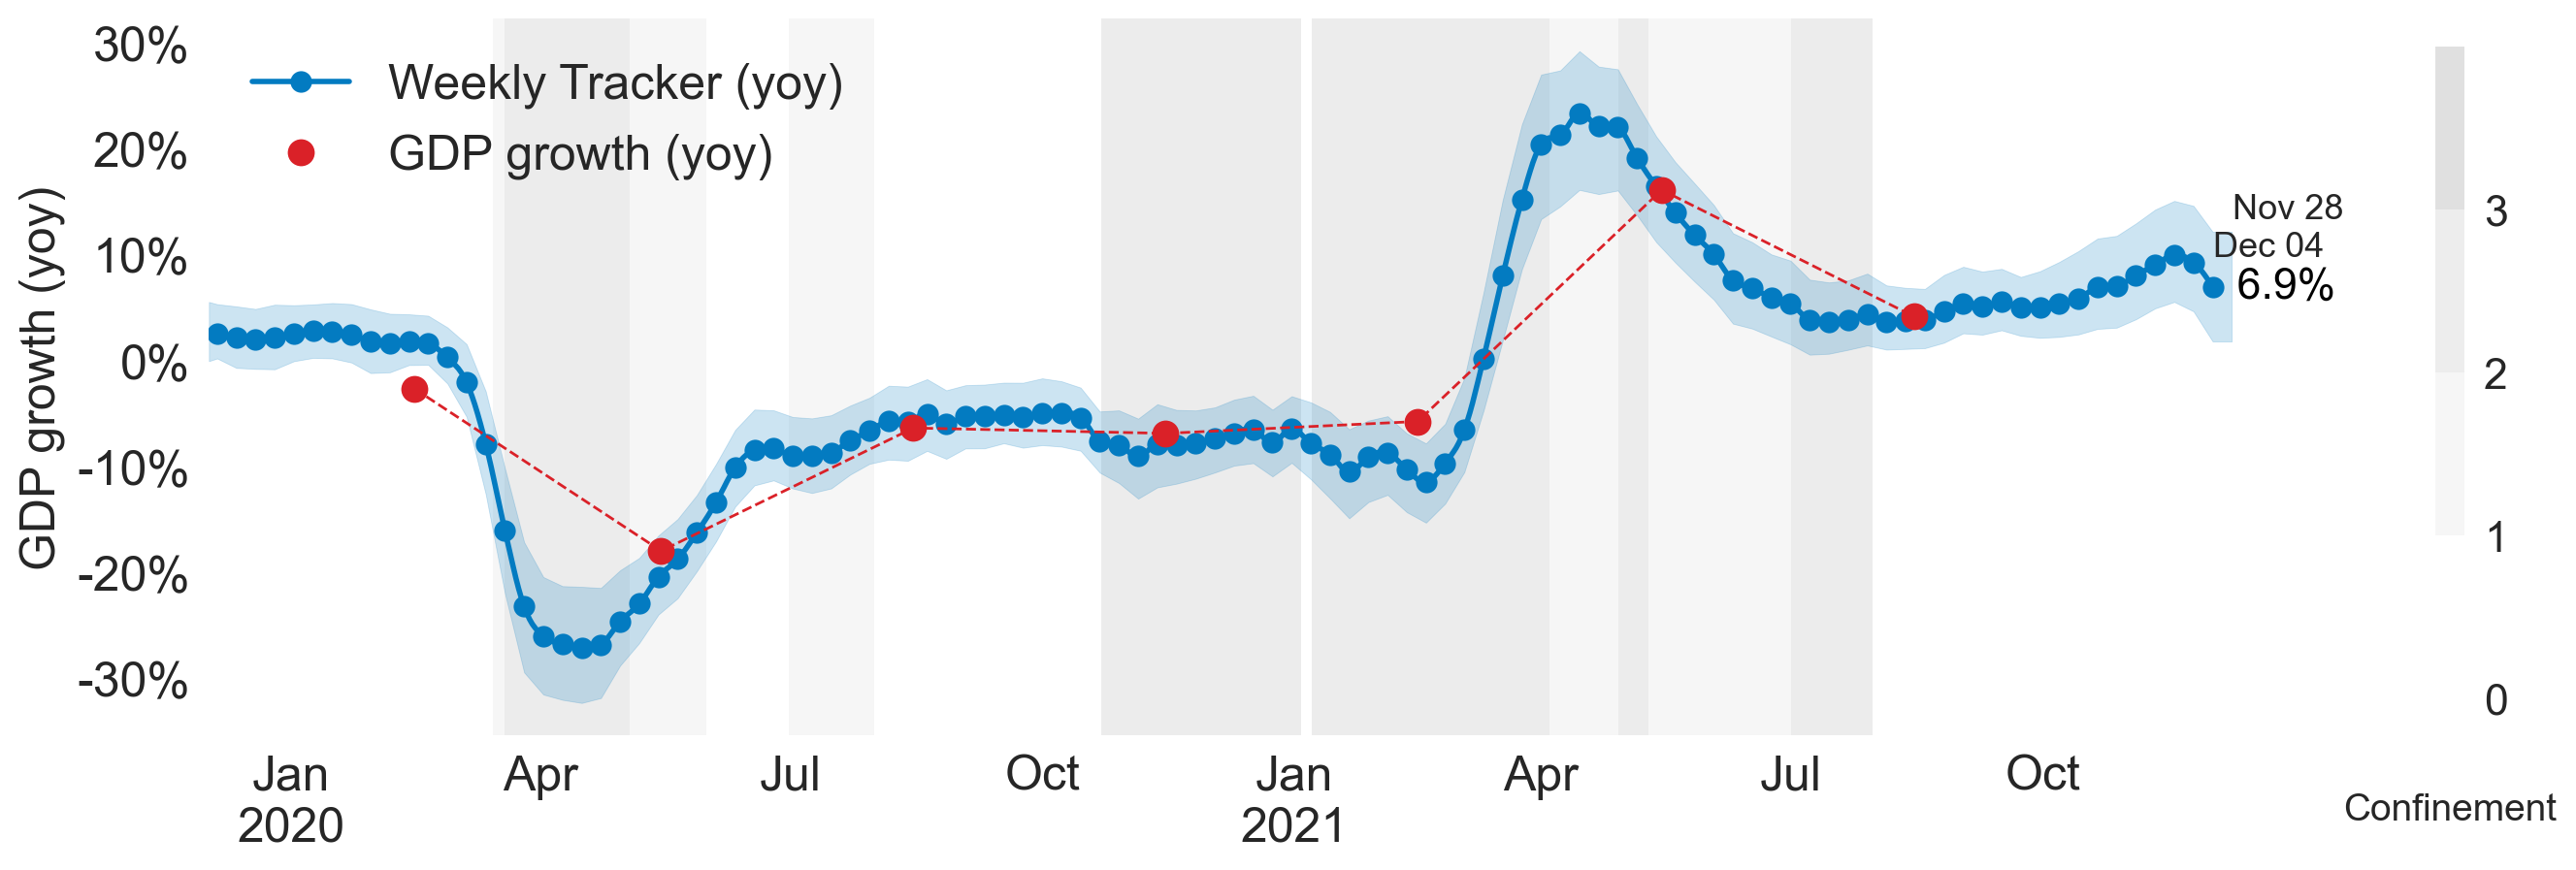 GDP growth (yoy)
30%
20%
10%
0%
-10%
-20%
-30%
Weekly Tracker (yoy)
GDP growth (yoy)
Nov 28
Dec 04
6.9%
3
2
1
0
Jan
2020
Apr
Jul
Oct
Jan
2021
Apr
Jul
Oct
Confinement